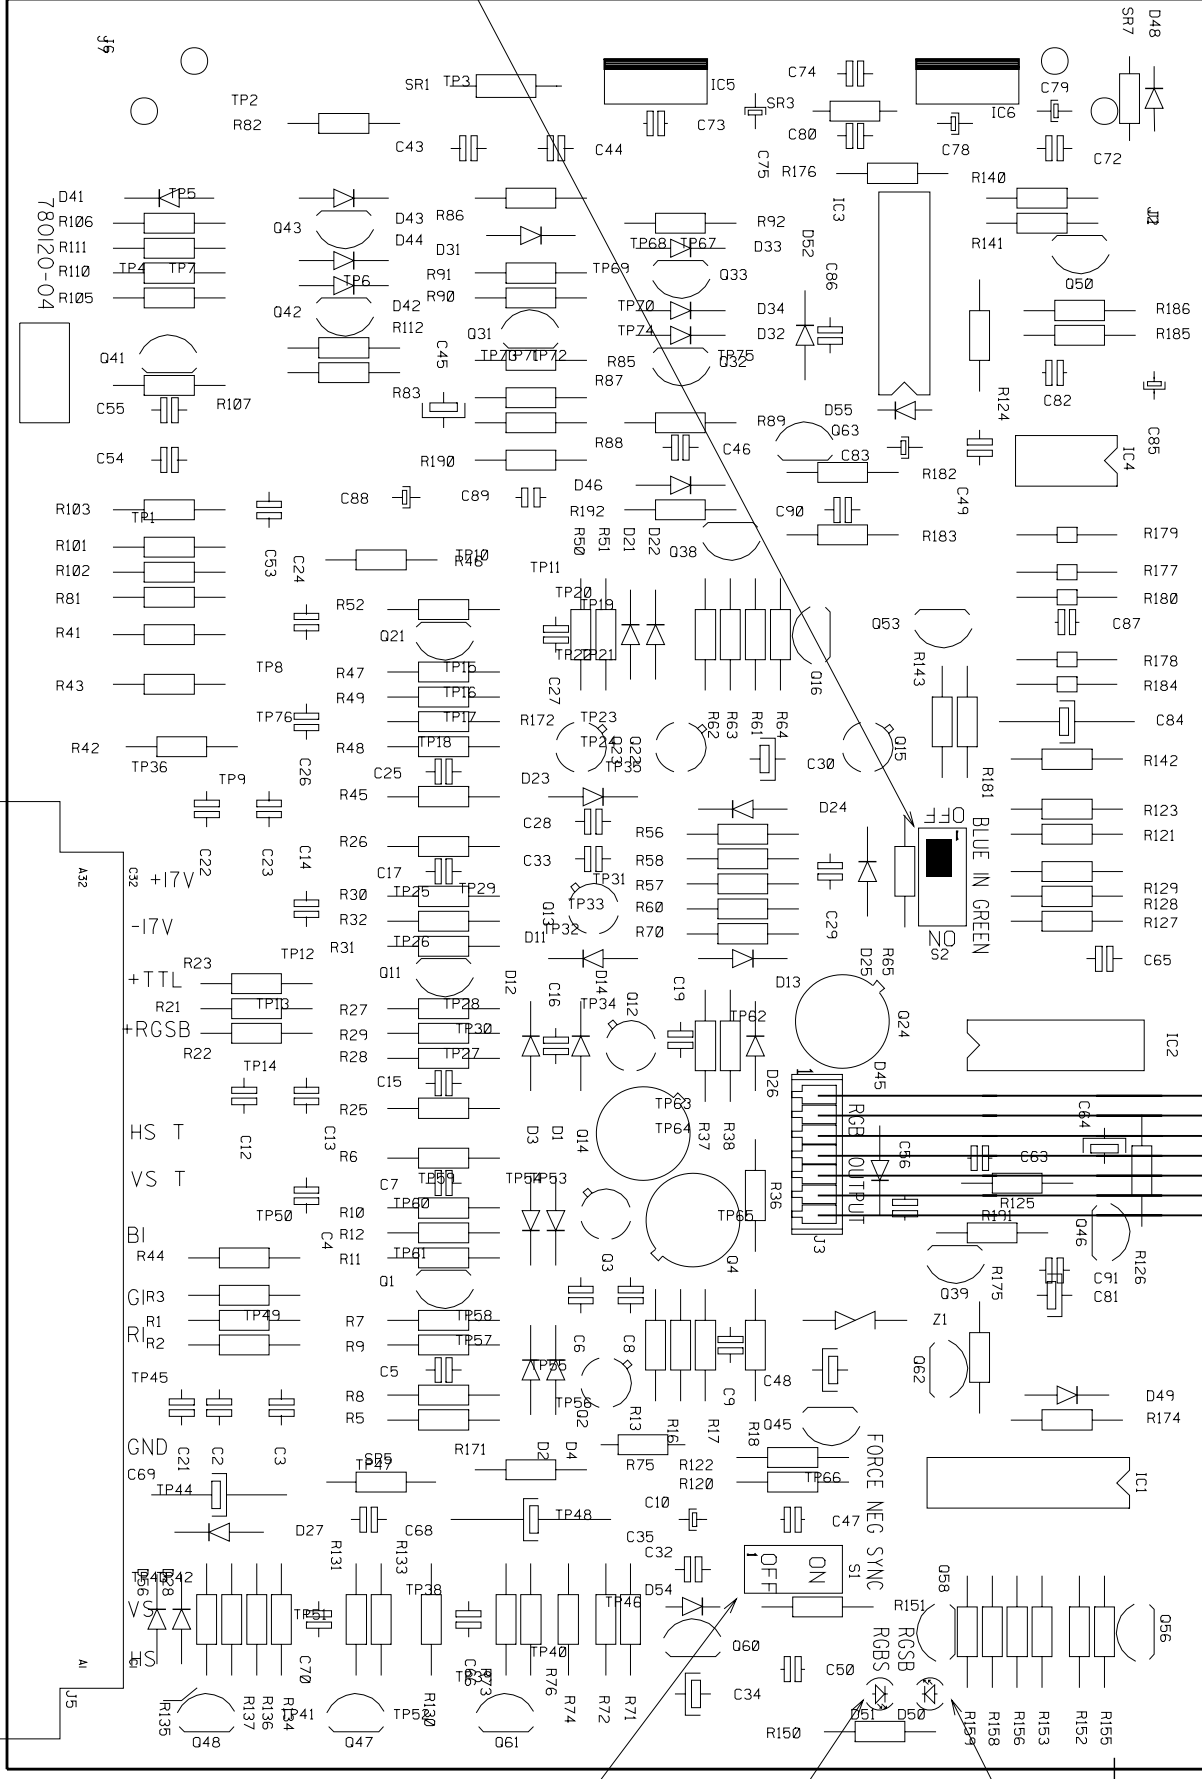 J6
SR7 D48
SR1 TP3 IC5 C74 C79
TP2 SR3 IC6
R82 C73 C80
C43 C44 C75 C78 C72
R176 R140
D41 TP5 IC3
R106 Q43 D43 R86 R92
780120-04
R111 D44 D31 TP68 TP67 D33 D52 R141
R110 TP4 TP7 TP6 R91 TP69 Q33 C86 Q50
R105 Q42 D42 R90 TP70 D34 R186
R112 Q31 TP74 D32 R185
Q41 C45 TP73 TP71 TP72 R85 TP75 Q32
R107 R83 R87 R124 C82
C55 D55
R88 R89 Q63 C85
C54 R190 C46 C83 IC4
D46 R182
C88 C89 R192 C90 C49
R103 TP1
R101 C53 R50 R51 D21 D22 Q38 R183 R179
R102 C24 TP10 R46 TP11 R177
R81 TP20 R180
R52 TP19 C87
R41 Q21 Q53
TP8 R47 TP15 TP22 TP21 R143 R178
R43 R49 TP16 C27 Q16 R184
TP76 TP17 R172 TP23 R62 R63 R61 R64 C84
R42 R48 TP18 TP24 Q23 Q22 Q15
TP36 C26 C25 TP35 C30 R142
TP9 D23 R181
R45 D24 R123
C28 R56 OFF R121
C22 C23 C14 R26 C33 R58 1
A32 C32 +17V C17 TP31 R57 BLUE IN GREEN R129
R30 TP25 TP29 TP33 R60 R128
-17V R32 Q13 TP32 R70 C29 ON R127
TP12 R31 TP26 D11 S2
R23 Q11 D25 R65 C65
+TTL D12 C16 D14 C19 D13
R21 TP13 R27 TP28 TP34 Q12 TP62 Q24
+RGSB R29 TP30 IC2
R22 TP14 R28 TP27
C15 D26 1 D45
R25 TP63
HS T C12 C13 D3 D1 Q14 TP64 R37 R38 RGB OUTPUT C64
R6 C56 C63
VS T C7 TP59 TP54 TP53 R36
TP50 R10 TP60 TP65 R125
BI C4 R12 R191 Q46
R44 R11 TP61 Q3 Q4 J3 R126
Q1 Q39 R175 C91
GI R3 C81
R1 TP49 R7 TP58 Z1
RI R2 R9 TP57 C6 C8
TP45 C5 TP55 C9 C48 Q62
R8 TP56 D49
R5 Q2 R13 R16 R17 R18 Q45 R174
GND C21 C2 C3 R171 D2 D4 R75 R122 FORCE NEG SYNC
C69 SR5 TP47 R120 TP66 IC1
TP44 TP48 C10 C47
D27 C68 C35
R131 R133 C32 1 OFF ON S1
TP42 D28 TP38 D54 Q58
VS TP51 TP46 R151 Q56
HS TP40 Q60 RGBS RGSB
A1 C70 R73 R76 C50
J5 C34
R135 R137 R136 R134 TP41 R130 R74 R72 R71 D51 D50
Q48 Q47 Q61 R150 R159 R158 R156 R153 R152 R155